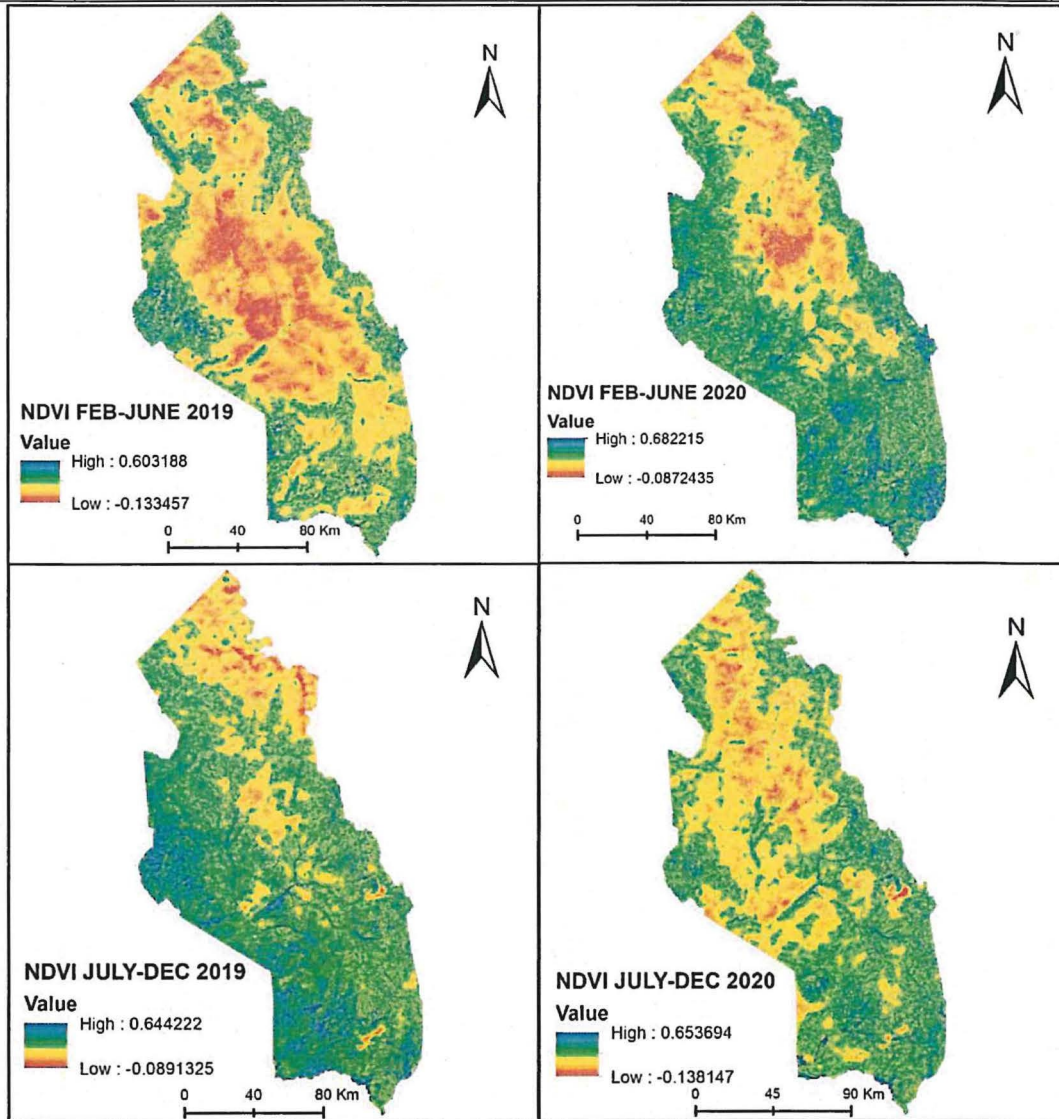 N
NDVI FEB-JUNE 2019
Value
High : 0.603188
Low : -0.133457
0 40 80 Km
N
NDVI FEB-JUNE 2020
Value
High : 0.682215
Low : -0.0872435
0 40 80 Km
N
NDVI JULY-DEC 2019
Value
High : 0.644222
Low : -0.0891325
0 40 80 Km
N
NDVI JULY-DEC 2020
Value
High : 0.653694
Low : -0.138147
0 45 90 Km